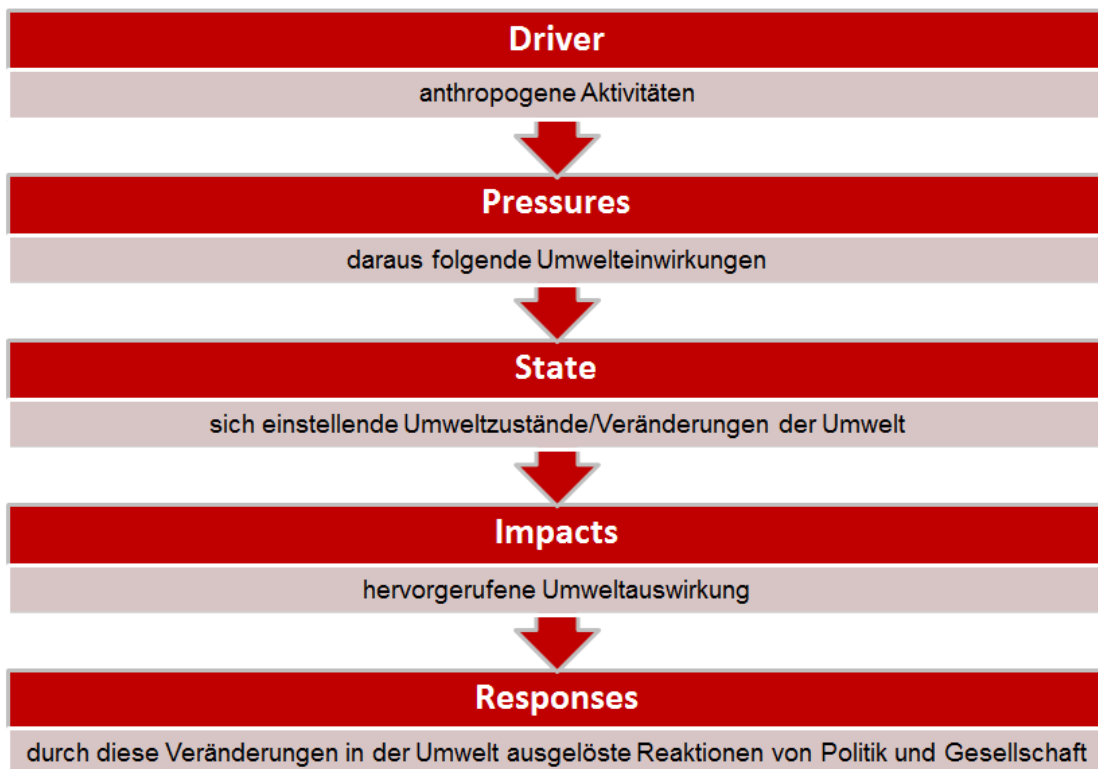 Driver
anthropogene Aktivitäten
Pressures
daraus folgende Umwelteinwirkungen
State
sich einstellende Umweltzustände/Veränderungen der Umwelt
Impacts
hervorgerufene Umweltauswirkung
Responses
durch diese Veränderungen in der Umwelt ausgelöste Reaktionen von Politik und Gesellschaft